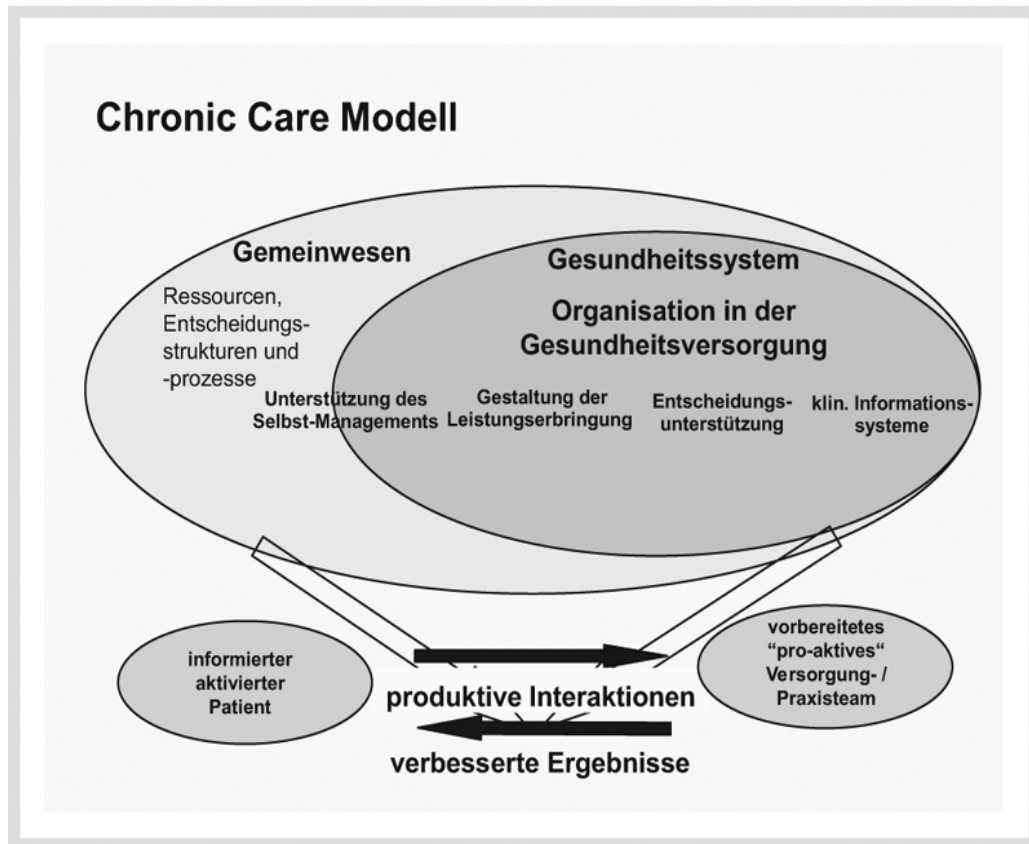 Chronic Care Modell
Gemeinwesen
Ressourcen,
Entscheidungs-
strukturen und
-prozesse
Gesundheitssystem
Organisation in der
Gesundheitsversorgung
Unterstützung des
Selbst-Managements
Gestaltung der
Leistungserbringung
Entscheidungs-
unterstützung
klin. Informations-
systeme
informierter
aktivierter
Patient
produktive Interaktionen
verbesserte Ergebnisse
vorbereitetes
“pro-aktives“
Versorgung- /
Praxisteam